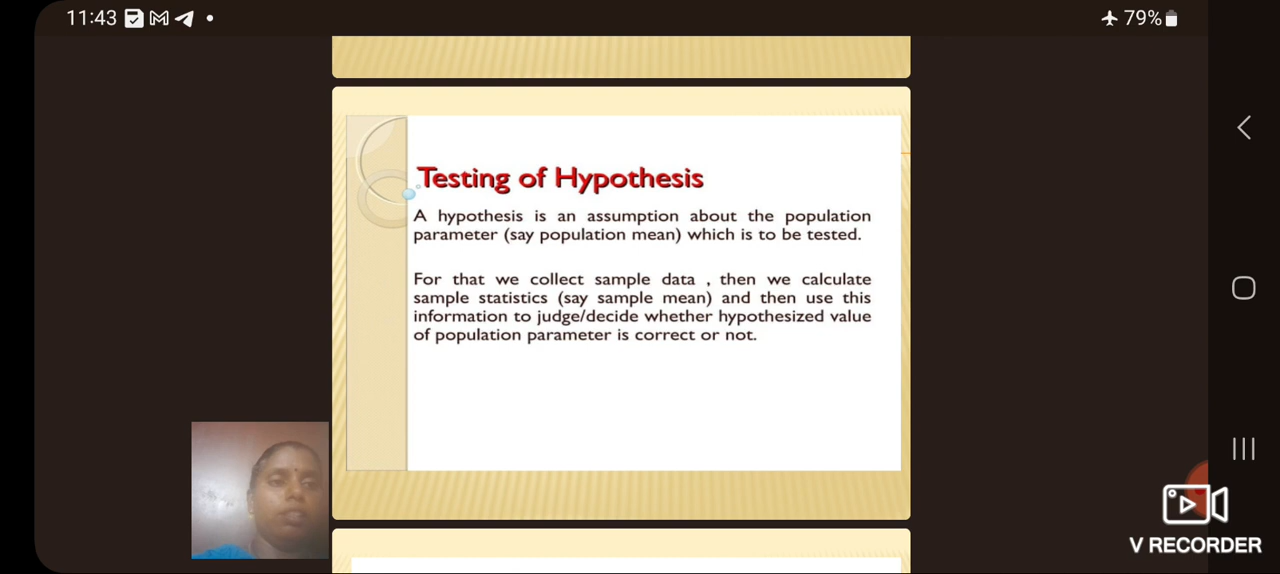 11:43
79%
Testing of Hypothesis
A hypothesis is an assumption about the population
parameter (say population mean) which is to be tested.
For that we collect sample data , then we calculate
sample statistics (say sample mean) and then use this
information to judge/decide whether hypothesized value
of population parameter is correct or not.
V RECORDER